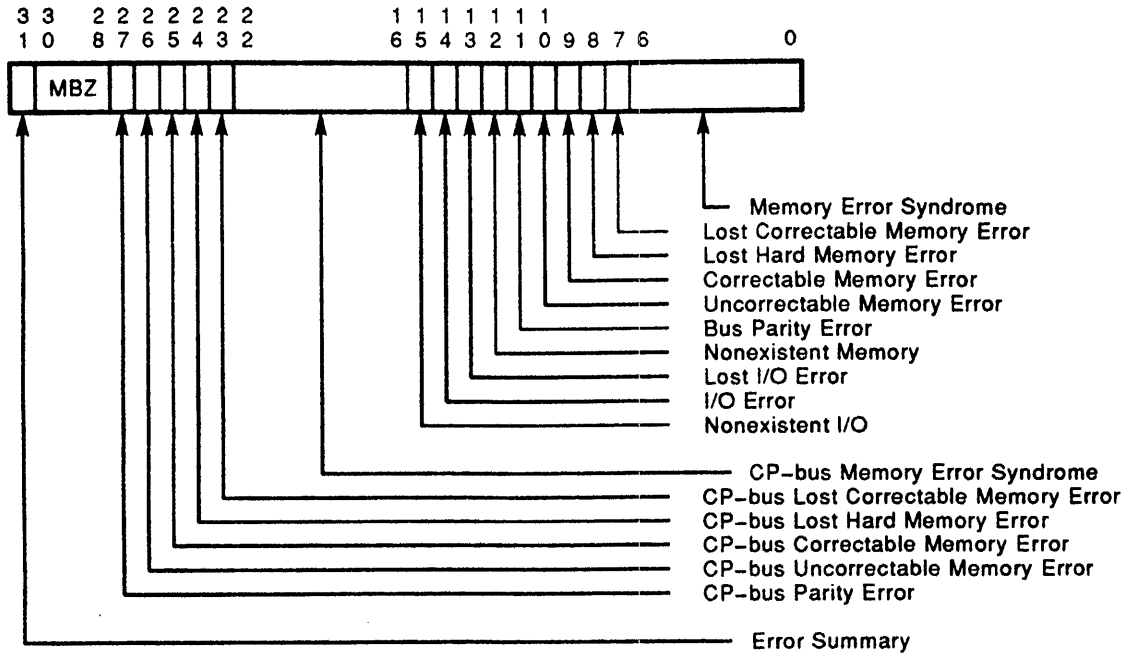 3 3 2 2 2 2 2 2 2 1 1 1 1 1 1 1
1 0 8 7 6 5 4 3 2 6 5 4 3 2 1 0 9 8 7 6 0
MBZ
Memory Error Syndrome
Lost Correctable Memory Error
Lost Hard Memory Error
Correctable Memory Error
Uncorrectable Memory Error
Bus Parity Error
Nonexistent Memory
Lost I/O Error
I/O Error
Nonexistent I/O
CP–bus Memory Error Syndrome
CP–bus Lost Correctable Memory Error
CP–bus Lost Hard Memory Error
CP–bus Correctable Memory Error
CP–bus Uncorrectable Memory Error
CP–bus Parity Error
Error Summary